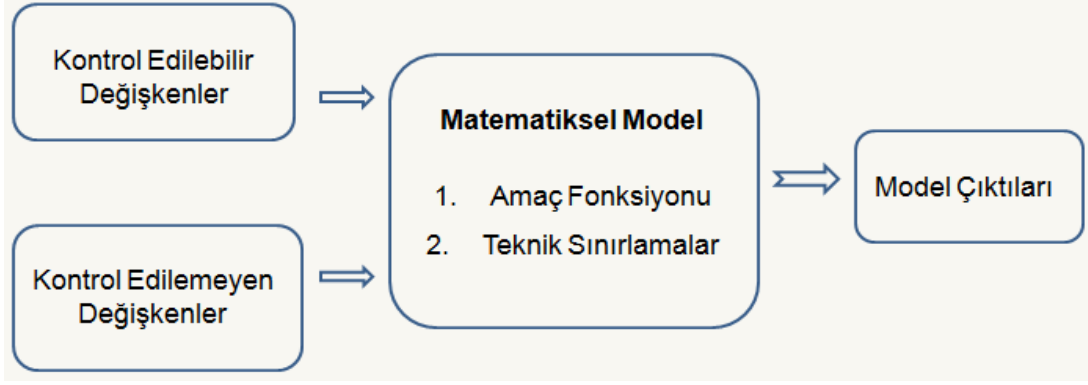 Kontrol Edilebilir
Değişkenler
Kontrol Edilemeyen
Değişkenler
Matematiksel Model
1. Amaç Fonksiyonu
2. Teknik Sınırlamalar
Model Çıktıları